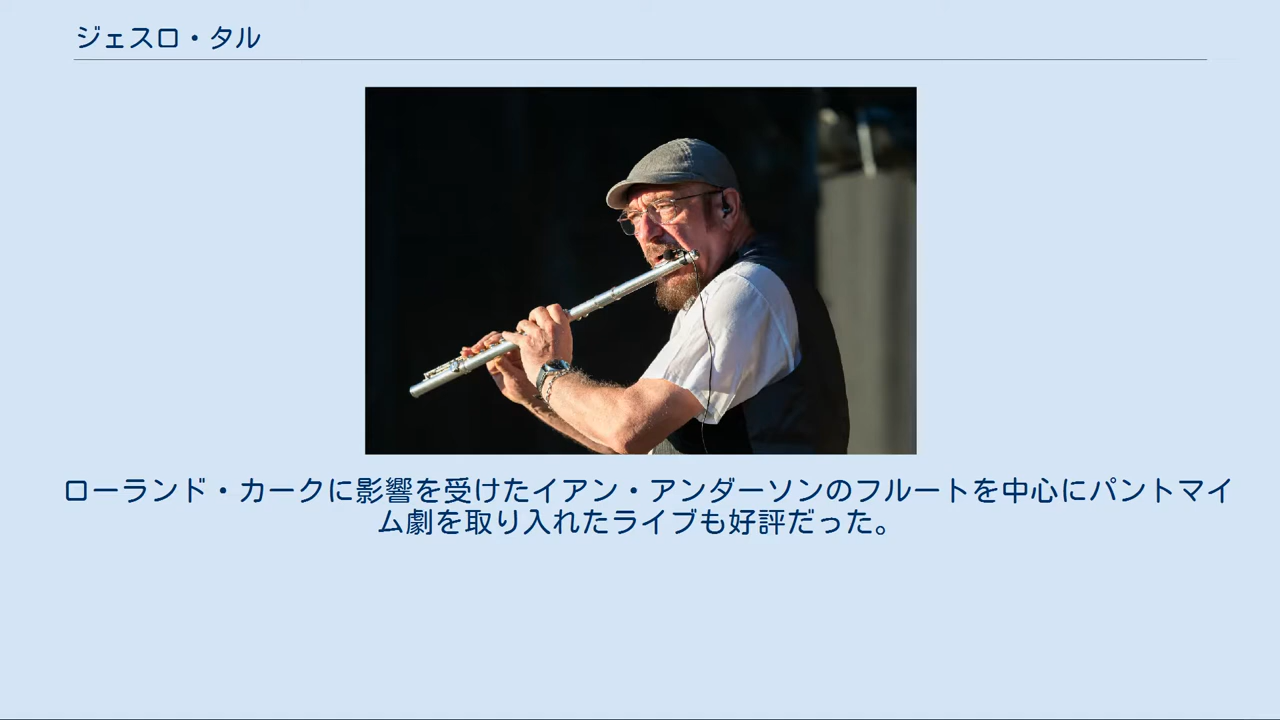 ジェスロ・タル
ローランド・カークに影響を受けたイアン・アンダーソンのフルートを中心にパントマイ
ム劇を取り入れたライブも好評だった。